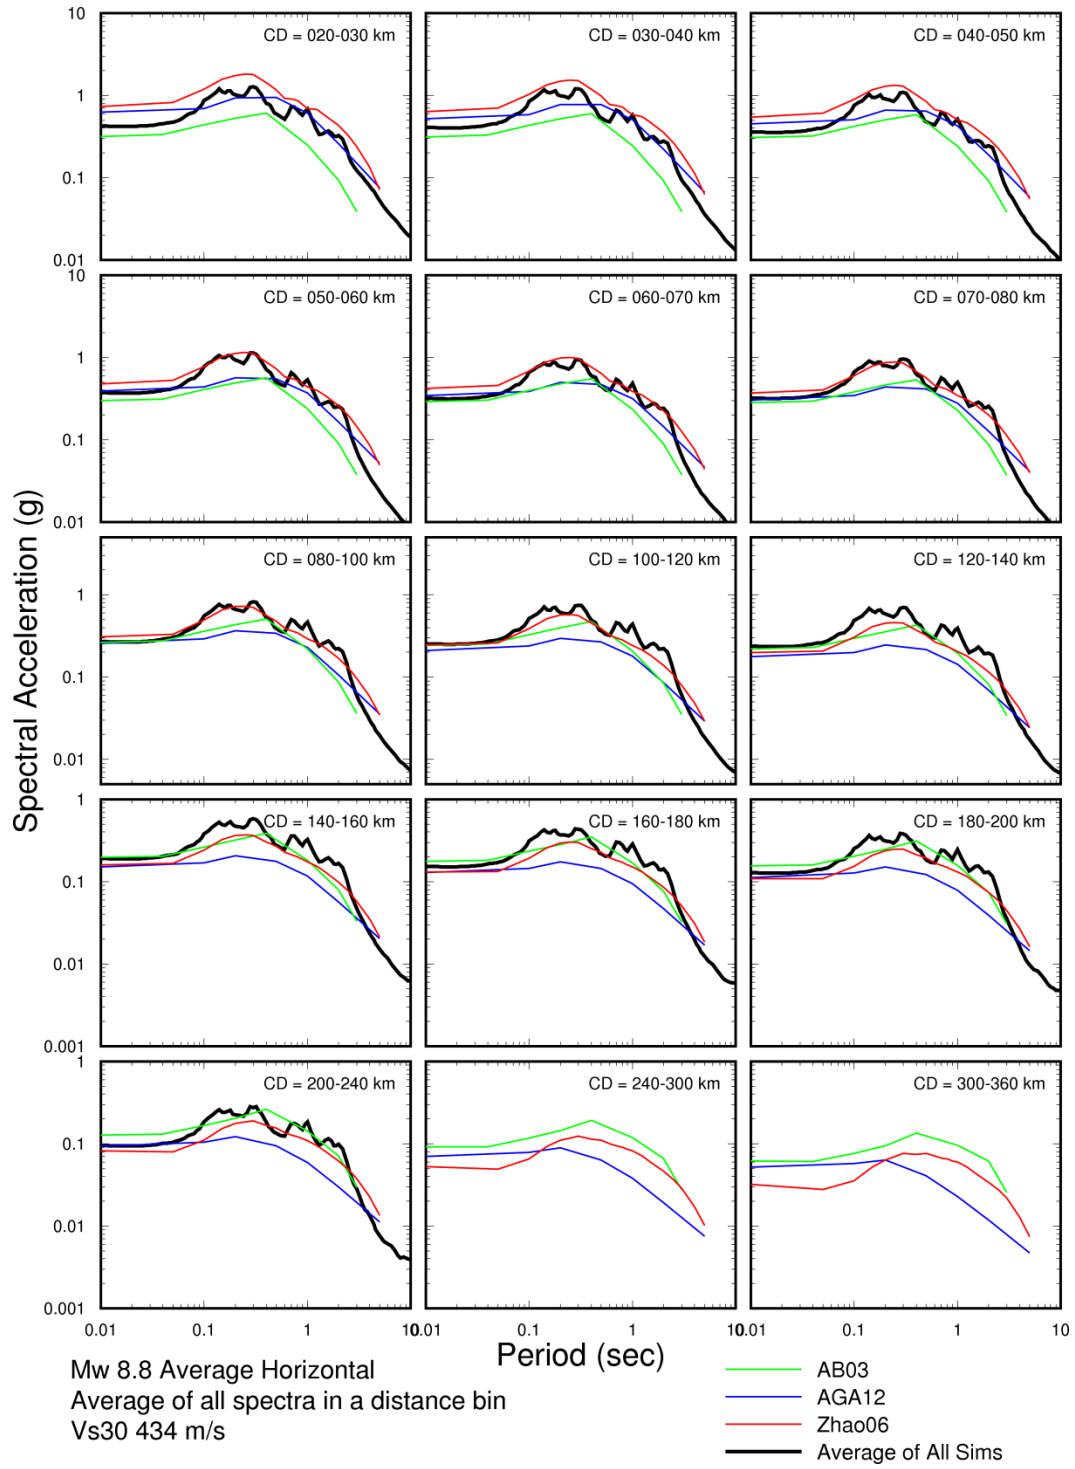 10
CD = 020-030 km
CD = 030-040 km
CD = 040-050 km
1
0.1
0.01
10
CD = 050-060 km
CD = 060-070 km
CD = 070-080 km
1
0.1
0.01
CD = 080-100 km
CD = 100-120 km
CD = 120-140 km
1
0.1
0.01
1
CD = 140-160 km
CD = 160-180 km
CD = 180-200 km
0.1
0.01
0.001
1
CD = 200-240 km
CD = 240-300 km
CD = 300-360 km
0.1
0.01
0.001
Spectral Acceleration (g)
0.01 0.1 1 10 0.01 0.1 1 0.01 0.1 1 10
Period (sec)
Mw 8.8 Average Horizontal
Average of all spectra in a distance bin
Vs30 434 m/s
AB03
AGA12
Zhao06
Average of All Sims